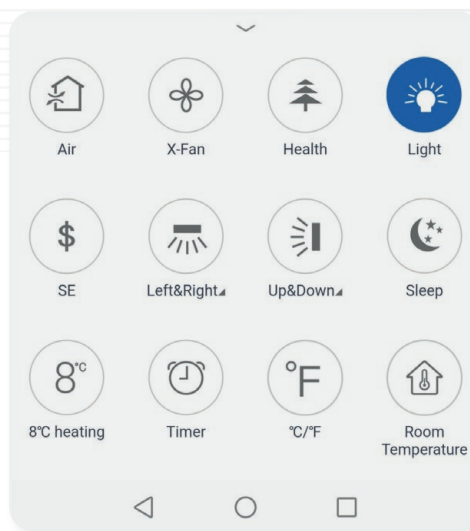 Air X-Fan Health Light
$
SE Left&Right Up&Down Sleep
8℃ °F
8℃ heating Timer ℃/℉ Room
Temperature